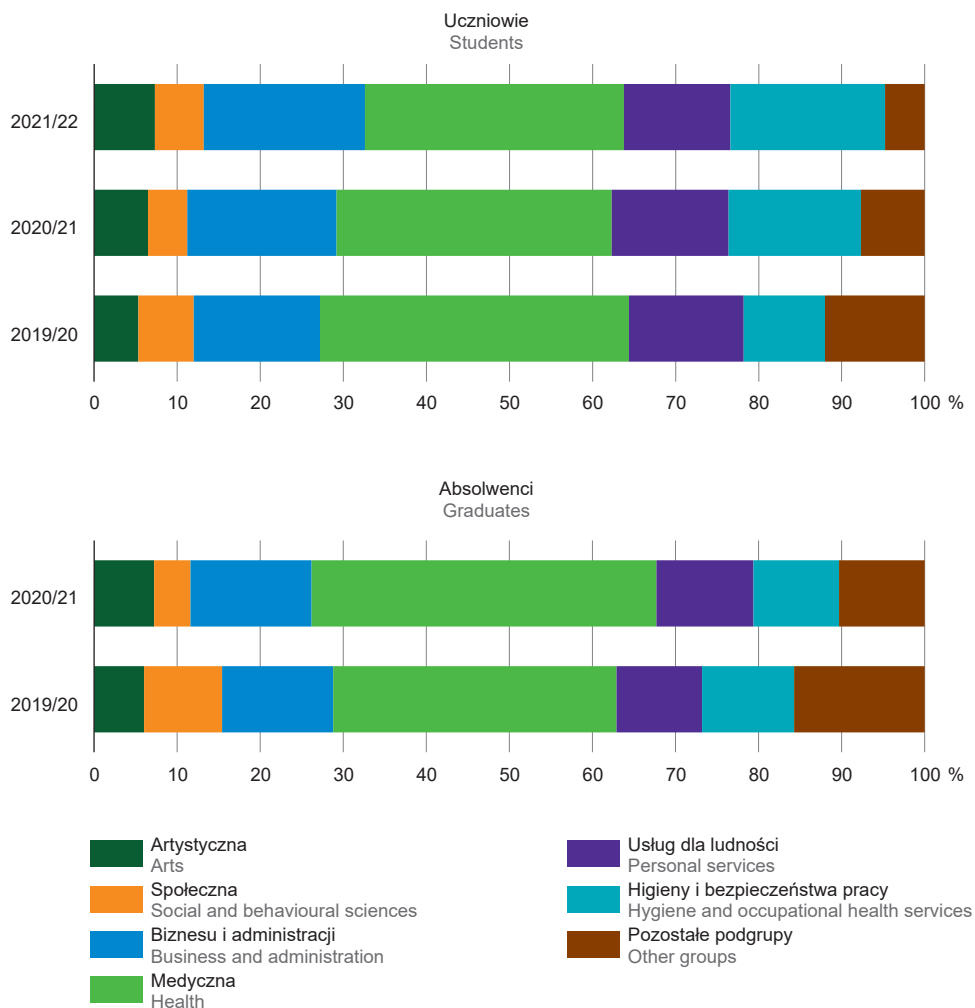 Uczniowie
Students
2021/22
2020/21
2019/20
0 10 20 30 40 50 60 70 80 90 100 %
Absolwenci
Graduates
2020/21
2019/20
0 10 20 30 40 50 60 70 80 90 100 %
Artystyczna
Arts
Społeczna
Social and behavioural sciences
Biznesu i administracji
Business and administration
Medyczna
Health
Usług dla ludności
Personal services
Higieny i bezpieczeństwa pracy
Hygiene and occupational health services
Pozostałe podgrupy
Other groups